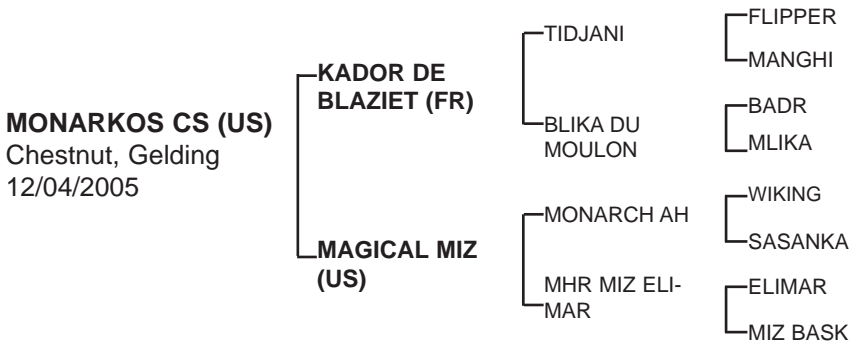 MONARKOS CS (US)
Chestnut, Gelding
12/04/2005
KADOR DE
BLAZIET (FR)
MAGICAL MIZ
(US)
TIDJANI
BLIKA DU
MOULON
MONARCH AH
MHR MIZ ELI-
MAR
FLIPPER
MANGHI
BADR
MLIKA
WIKING
SASANKA
ELIMAR
MIZ BASK